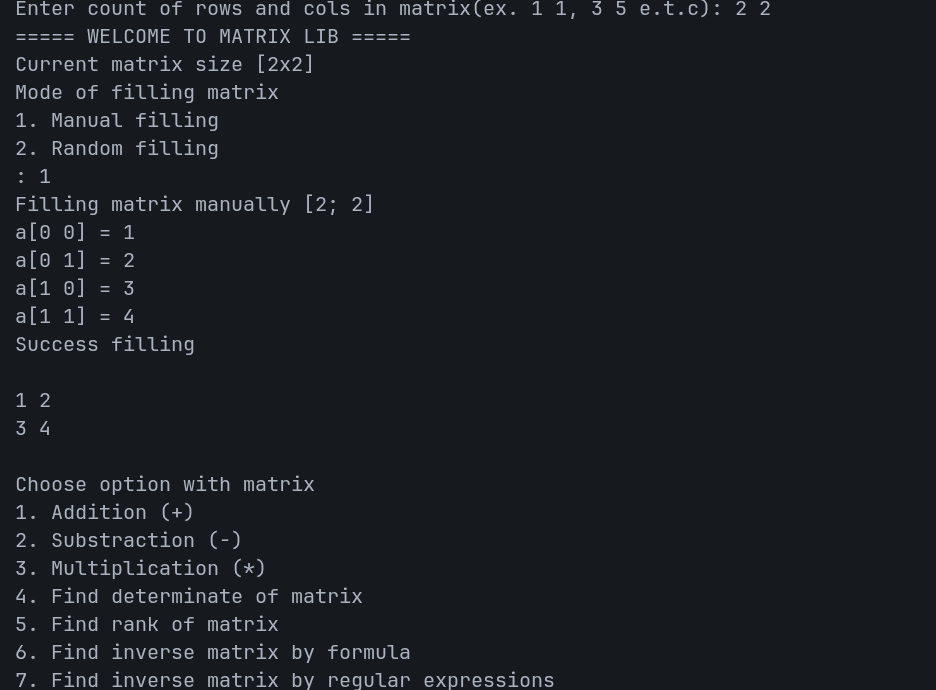 Enter count of rows and cols in matrix(ex. 1 1, 3 5 e.t.c): 2 2
===== WELCOME TO MATRIX LIB =====
Current matrix size [2x2]
Mode of filling matrix
1. Manual filling
2. Random filling
: 1
Filling matrix manually [2; 2]
a[0 0] = 1
a[0 1] = 2
a[1 0] = 3
a[1 1] = 4
Success filling
1 2
3 4
Choose option with matrix
1. Addition (+)
2. Substraction (-)
3. Multiplication (*)
4. Find determinate of matrix
5. Find rank of matrix
6. Find inverse matrix by formula
7. Find inverse matrix by regular expressions